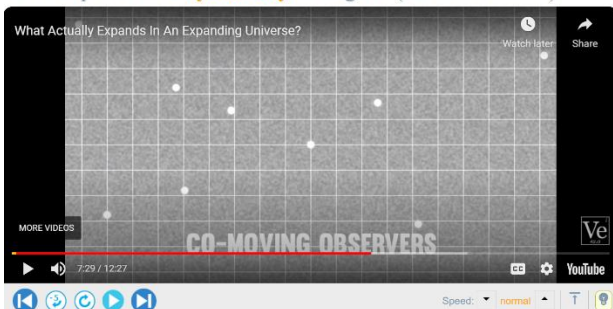 What Actually Expands In An Expanding Universe?
Watch later
Share
MORE VIDEOS
CO-MOVING OBSERVERS
Ve
7:29 / 12:27
CC
YouTube
Speed: normal